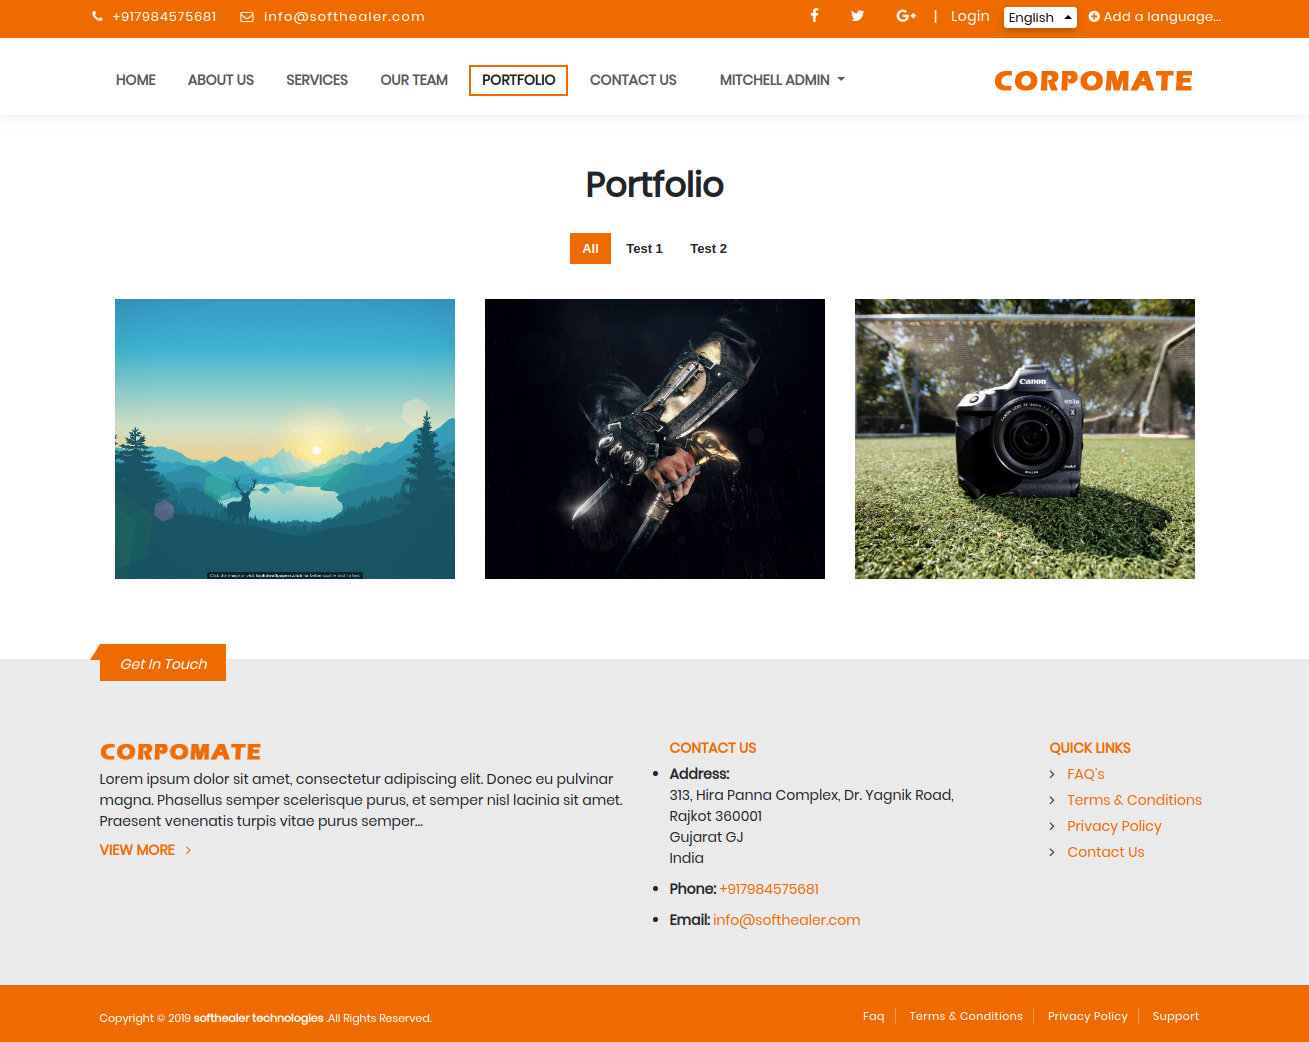 +917984575681 info@softhealer.com | Login English Add a language...
HOME ABOUT US SERVICES OUR TEAM PORTFOLIO CONTACT US MITCHELL ADMIN CORPOMATE
Portfolio
All Test 1 Test 2
Canon
Get In Touch
CORPOMATE
Lorem ipsum dolor sit amet, consectetur adipiscing elit. Donec eu pulvinar
magna. Phasellus semper scelerisque purus, et semper nisl lacinia sit amet.
Praesent venenatis turpis vitae purus semper...
VIEW MORE
CONTACT US
Address:
313, Hira Panna Complex, Dr. Yagnik Road,
Rajkot 360001
Gujarat GJ
India
Phone: +917984575681
Email: info@softhealer.com
QUICK LINKS
FAQ's
Terms & Conditions
Privacy Policy
Contact Us
Copyright © 2019 softhealer technologies .All Rights Reserved.
Faq Terms & Conditions Privacy Policy Support